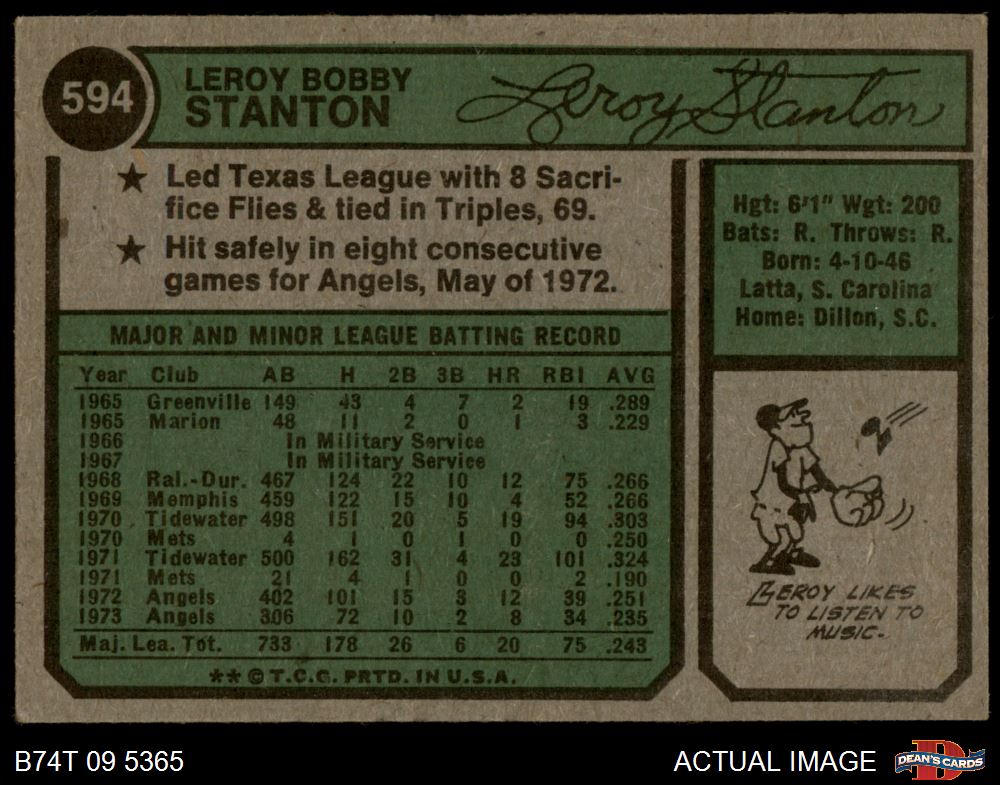 594
LEROY BOBBY
STANTON
Leroy Stanton
★ Led Texas League with 8 Sacri-
fice Flies & tied in Triples, 69.
★ Hit safely in eight consecutive
games for Angels, May of 1972.
Hgt: 6'1" Wgt: 200
Bats: R. Throws: R.
Born: 4-10-46
Latta, S. Carolina
Home: Dillon, S.C.
MAJOR AND MINOR LEAGUE BATTING RECORD
Year Club AB H 2B 3B HR RBI AVG
1965 Greenville 149 43 4 7 2 19 .289
1965 Marion 48 11 2 0 1 3 .229
1966 In Military Service
1967 In Military Service
1968 Ral.-Dur. 467 124 22 10 12 75 .266
1969 Memphis 459 122 15 10 4 52 .266
1970 Tidewater 498 151 20 5 19 94 .303
1970 Mets 4 1 0 1 0 0 .250
1971 Tidewater 500 162 31 4 23 101 .324
1971 Mets 21 4 1 0 0 2 .190
1972 Angels 402 101 15 3 12 39 .251
1973 Angels 306 72 10 2 8 34 .235
Maj. Lea. Tot. 733 178 26 6 20 75 .243
** © T.C.G. PRTD. IN U.S.A.
LEROY LIKES
TO LISTEN TO
MUSIC.
B74T 09 5365
ACTUAL IMAGE
DEAN'S CARDS